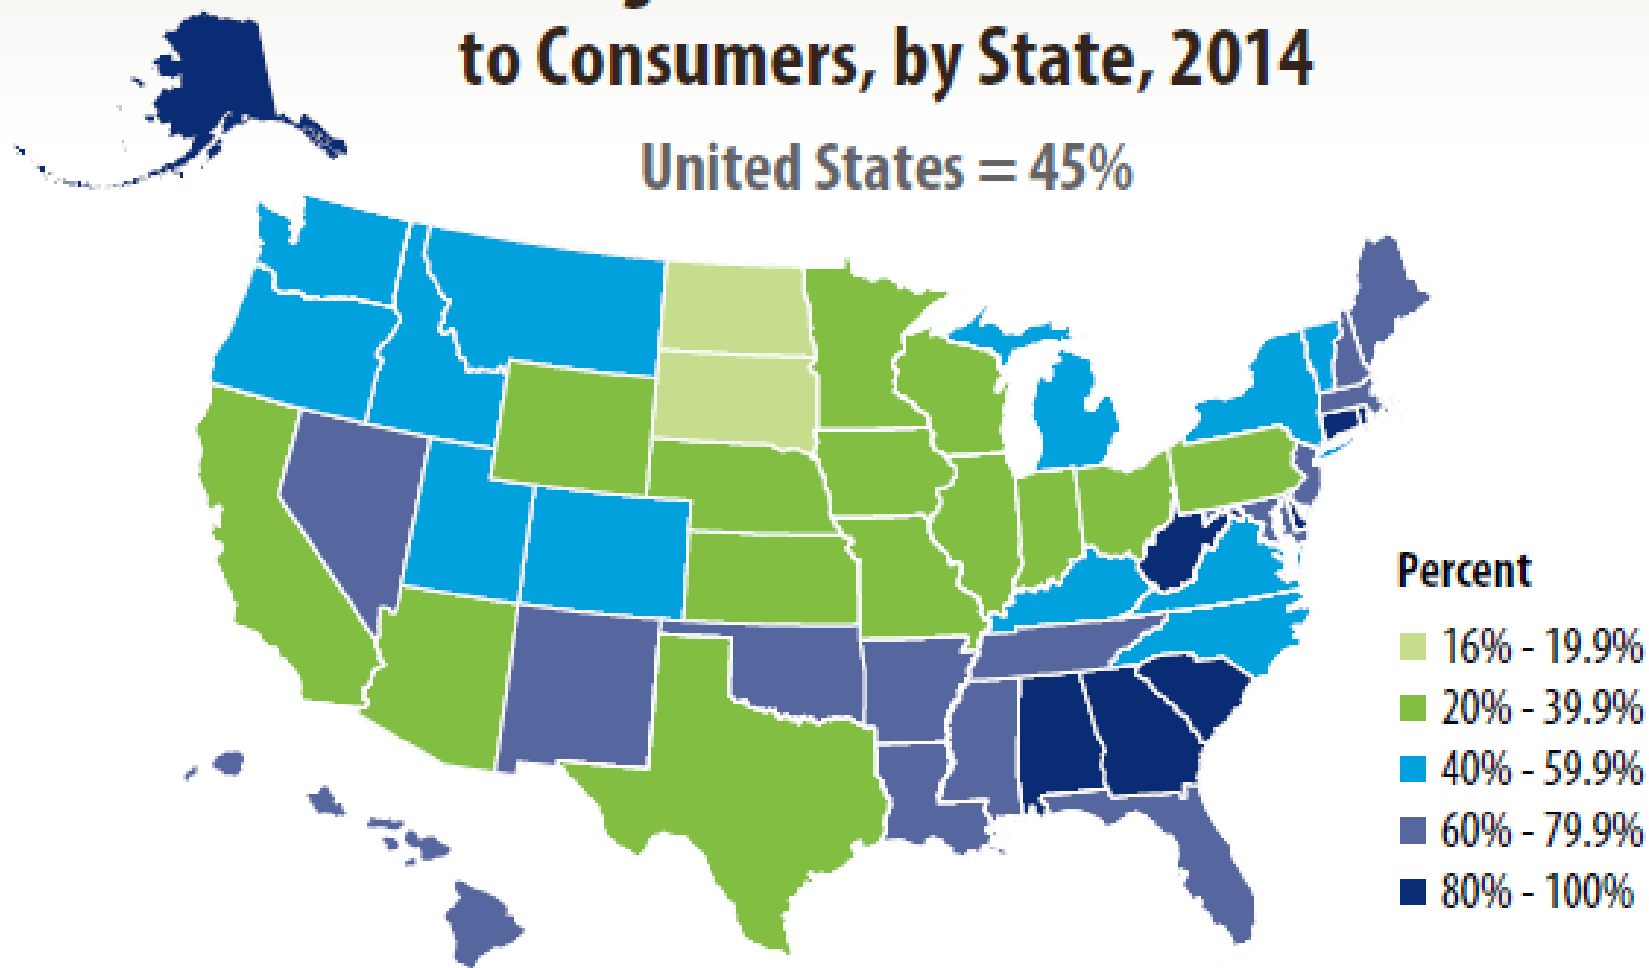 to Consumers, by State, 2014
United States = 45%
Percent
16% - 19.9%
20% - 39.9%
40% - 59.9%
60% - 79.9%
80% - 100%